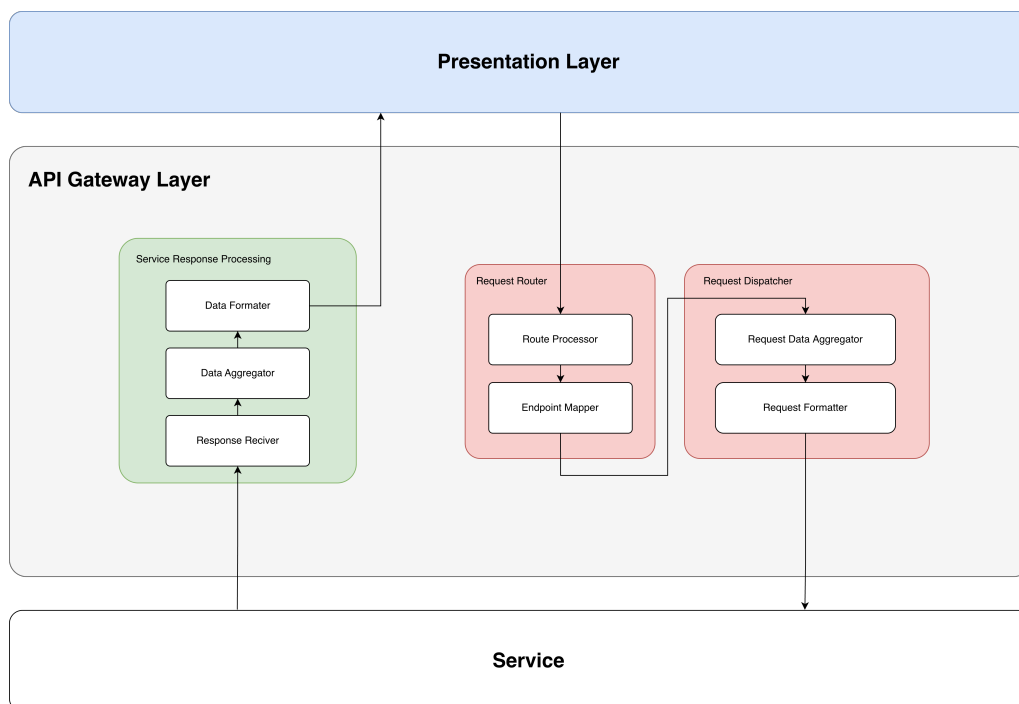 Presentation Layer
API Gateway Layer
Service Response Processing
Data Formater
Data Aggregator
Response Reciver
Request Router
Route Processor
Endpoint Mapper
Request Dispatcher
Request Data Aggregator
Request Formatter
Service